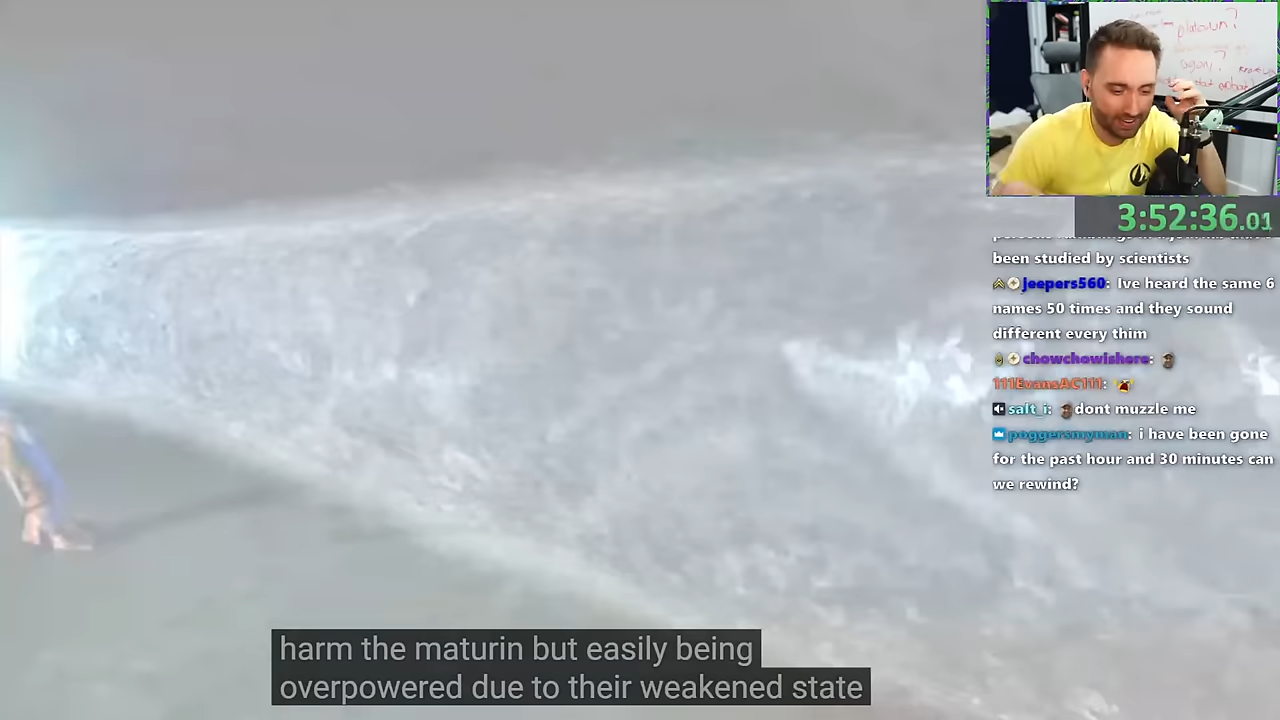 platown?
?
3:52:36.01
been studied by scientists
jeepers560: Ive heard the same 6
names 50 times and they sound
different every thim
chowchowishere:
111EvansAC111:
salt_i: dont muzzle me
poggersmyman: i have been gone
for the past hour and 30 minutes can
we rewind?
harm the maturin but easily being
overpowered due to their weakened state